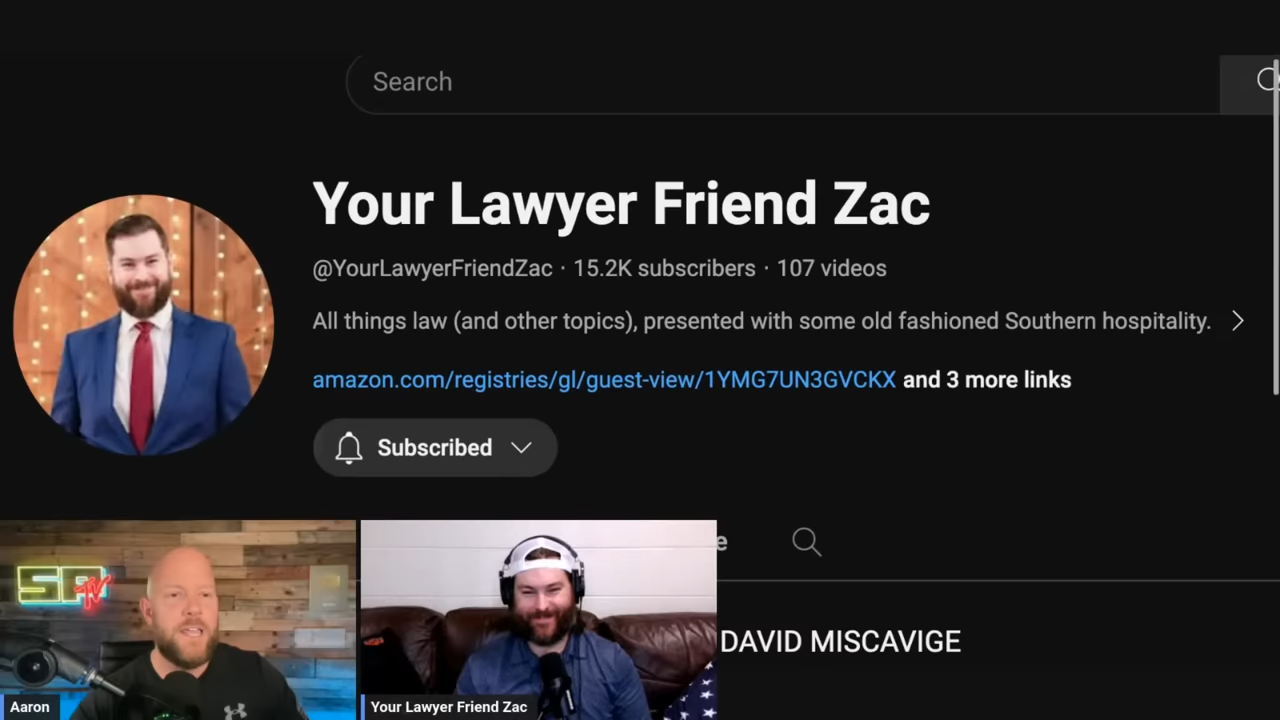 Search
Your Lawyer Friend Zac
@YourLawyerFriendZac · 15.2K subscribers · 107 videos
All things law (and other topics), presented with some old fashioned Southern hospitality.
amazon.com/registries/gl/guest-view/1YMG7UN3GVCKX and 3 more links
Subscribed
e
SPTV
DAVID MISCAVIGE
Aaron
Your Lawyer Friend Zac